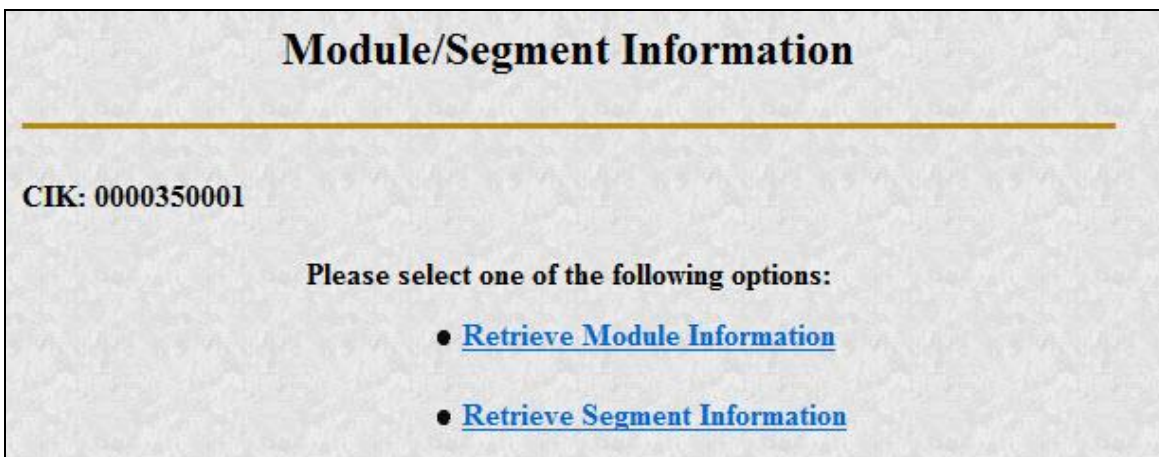 Module/Segment Information
CIK: 0000350001
Please select one of the following options:
Retrieve Module Information
Retrieve Segment Information